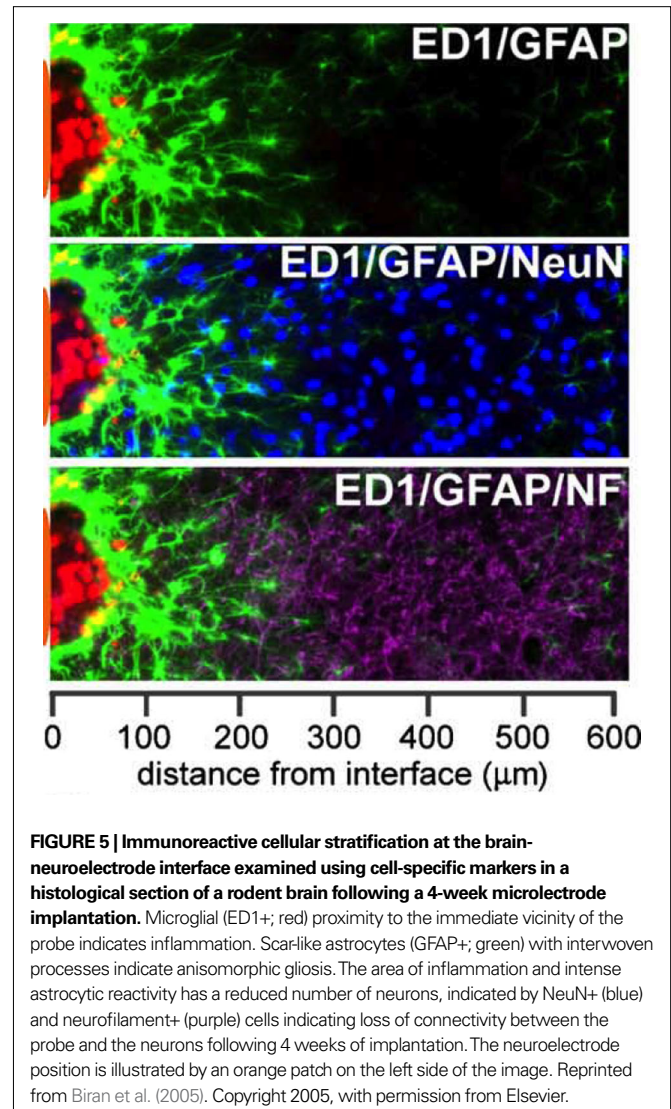 ED1/GFAP
ED1/GFAP/NeuN
ED1/GFAP/NF
0 100 200 300 400 500 600
distance from interface (μm)
FIGURE 5 | Immunoreactive cellular stratification at the brain-
neuroelectrode interface examined using cell-specific markers in a
histological section of a rodent brain following a 4-week microlectrode
implantation. Microglial (ED1+; red) proximity to the immediate vicinity of the
probe indicates inflammation. Scar-like astrocytes (GFAP+; green) with interwoven
processes indicate anisomorphic gliosis. The area of inflammation and intense
astrocytic reactivity has a reduced number of neurons, indicated by NeuN+ (blue)
and neurofilament+ (purple) cells indicating loss of connectivity between the
probe and the neurons following 4 weeks of implantation. The neuroelectrode
position is illustrated by an orange patch on the left side of the image. Reprinted
from Biran et al. (2005). Copyright 2005, with permission from Elsevier.